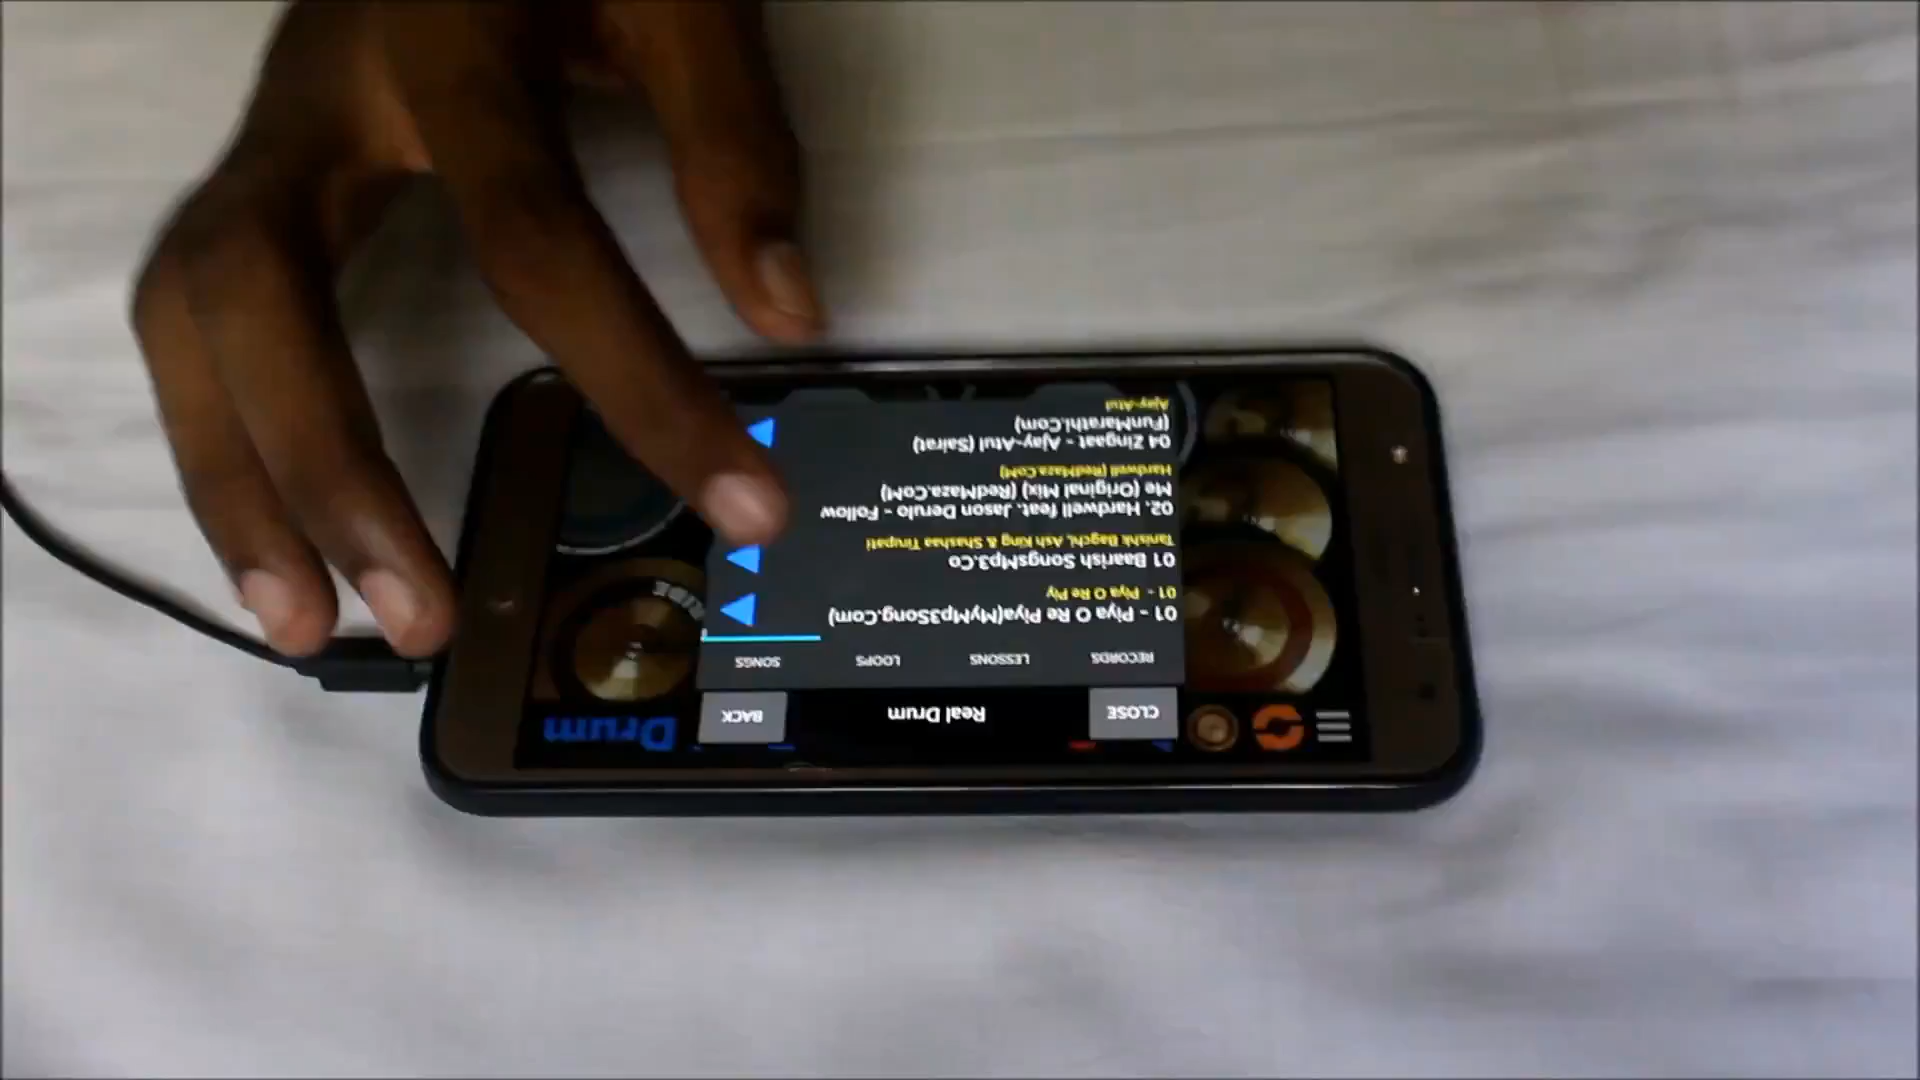 Drum
CLOSE
Real Drum
BACK
RECORDS
LESSONS
LOOPS
SONGS
01 - Piya O Re Piya(MyMp3Song.Com)
01 - Piya O Re Piy
01 Baarish SongsMp3.Co
Tanishk Bagchi, Ash King & Shashaa Tirupati
02. Hardwell feat. Jason Derulo - Follow
Me (Original Mix) (RedMaza.CoM)
Hardwell (RedMaza.CoM)
04 Zingaat - Ajay-Atul (Sairat)
(FunMarathi.Com)
Ajay-Atul